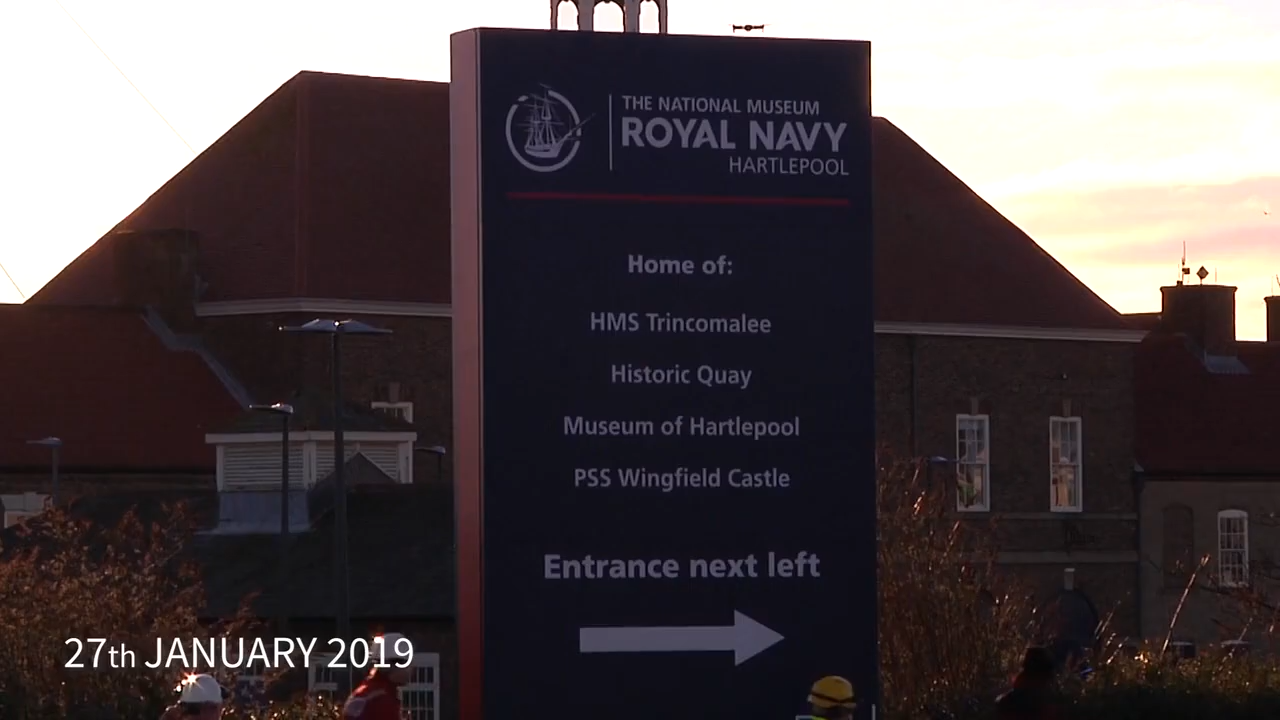 THE NATIONAL MUSEUM
ROYAL NAVY
HARTLEPOOL
Home of:
HMS Trincomalee
Historic Quay
Museum of Hartlepool
PSS Wingfield Castle
Entrance next left
27th JANUARY 2019